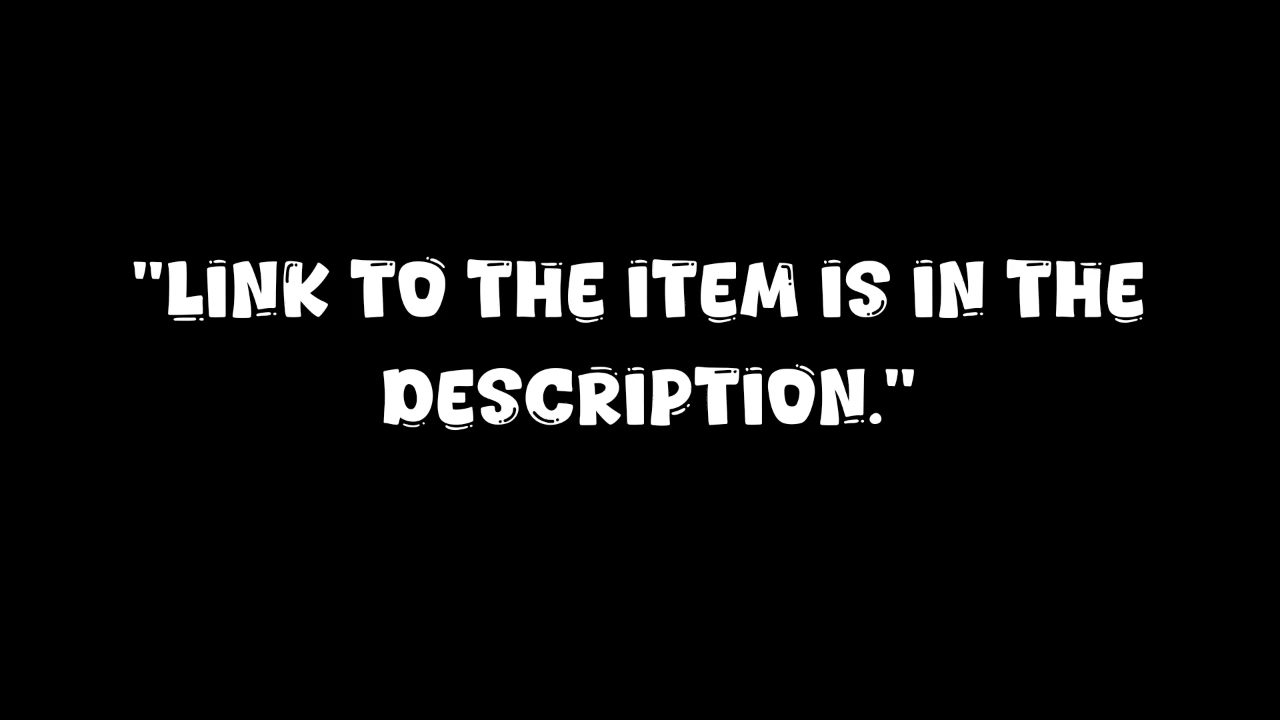 "LINK TO THE ITEM IS IN THE
DESCRIPTION."